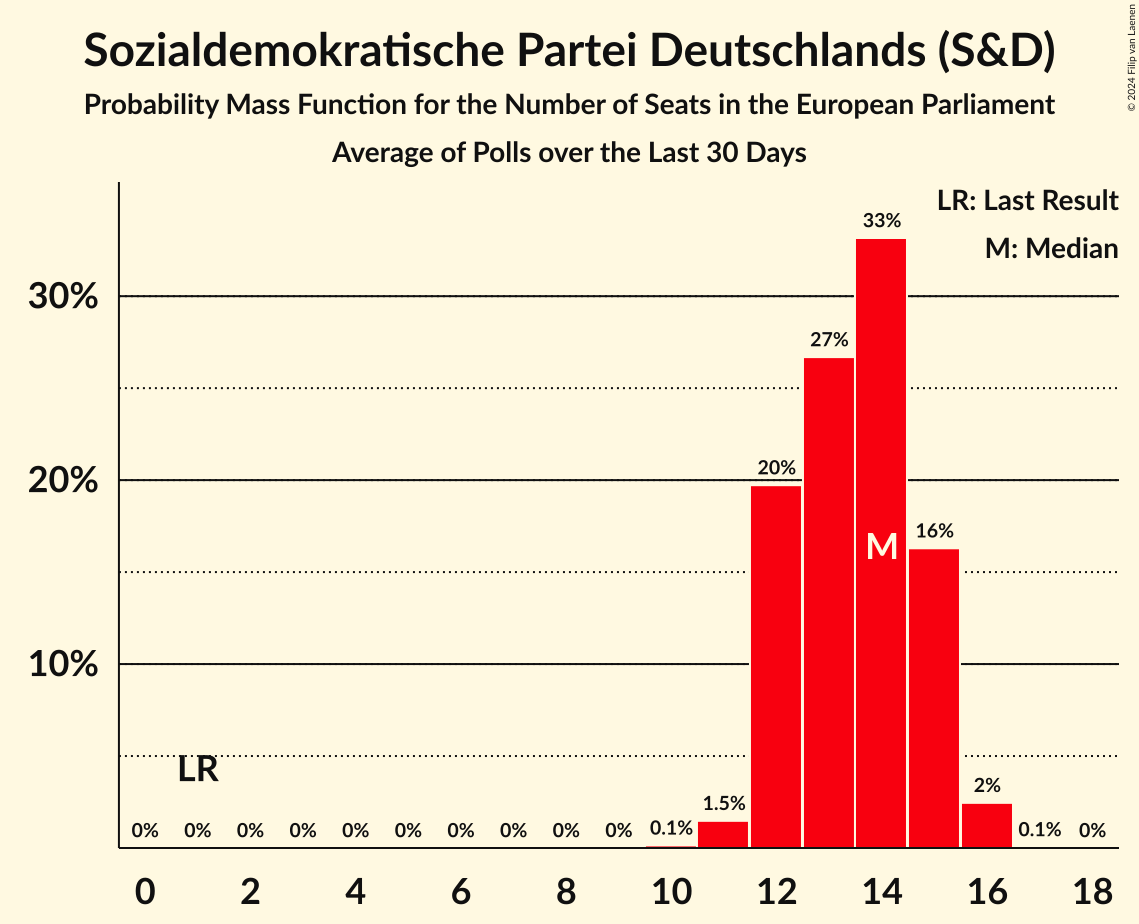 Sozialdemokratische Partei Deutschlands (S&D)
Probability Mass Function for the Number of Seats in the European Parliament
Average of Polls over the Last 30 Days
© 2024 Filip van Laenen
LR: Last Result
M: Median
33%
30%
27%
20%
20%
16%
M
10%
LR
2%
1.5%
0% 0% 0% 0% 0% 0% 0% 0% 0% 0% 0.1% 0.1% 0%
0 2 4 6 8 10 12 14 16 18